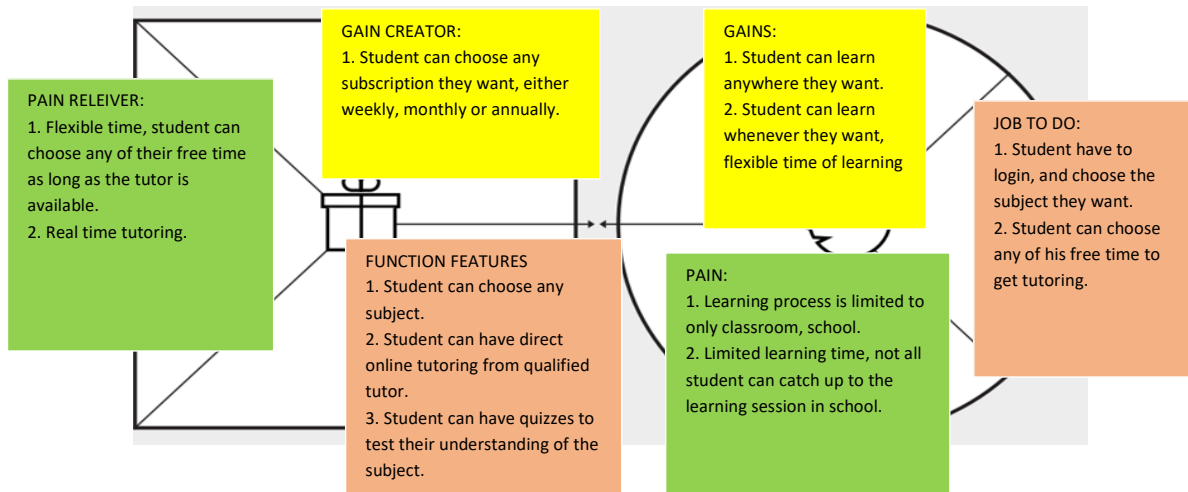 PAIN RELEIVER:
1. Flexible time, student can
choose any of their free time
as long as the tutor is
available.
2. Real time tutoring.
GAIN CREATOR:
1. Student can choose any
subscription they want, either
weekly, monthly or annually.
FUNCTION FEATURES
1. Student can choose any
subject.
2. Student can have direct
online tutoring from qualified
tutor.
3. Student can have quizzes to
test their understanding of the
subject.
GAINS:
1. Student can learn
anywhere they want.
2. Student can learn
whenever they want,
flexible time of learning
PAIN:
1. Learning process is limited to
only classroom, school.
2. Limited learning time, not all
student can catch up to the
learning session in school.
JOB TO DO:
1. Student have to
login, and choose the
subject they want.
2. Student can choose
any of his free time to
get tutoring.